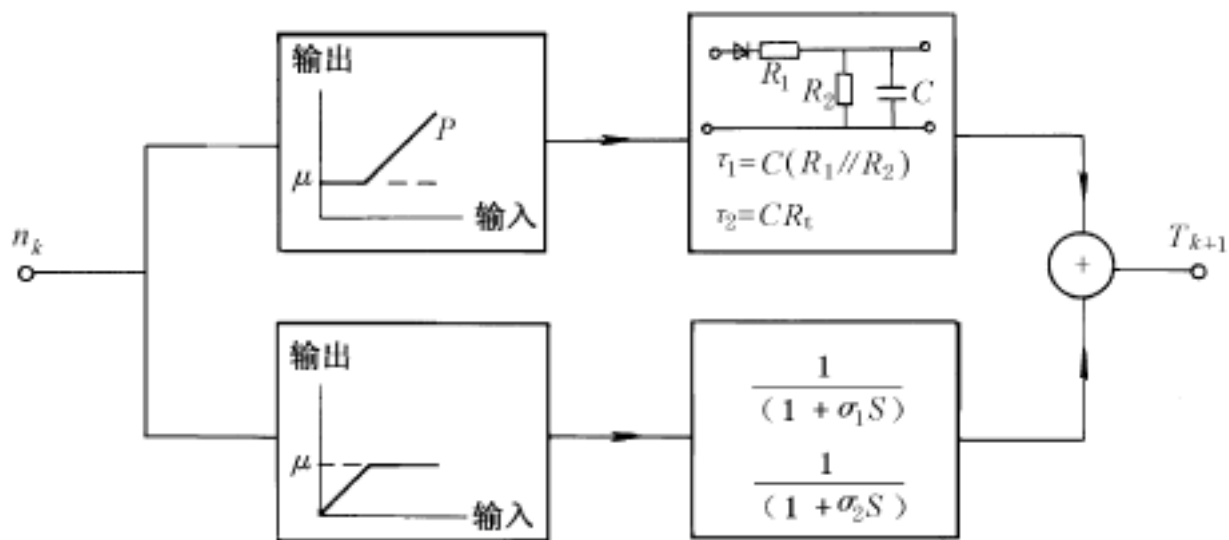 输出
μ
P
输入
R₁
R₂
C
τ₁=C(R₁//R₂)
τ₂=CRₜ
nₖ
+
Tₖ₊₁
输出
μ
输入
1
(1+σ₁S)
1
(1+σ₂S)